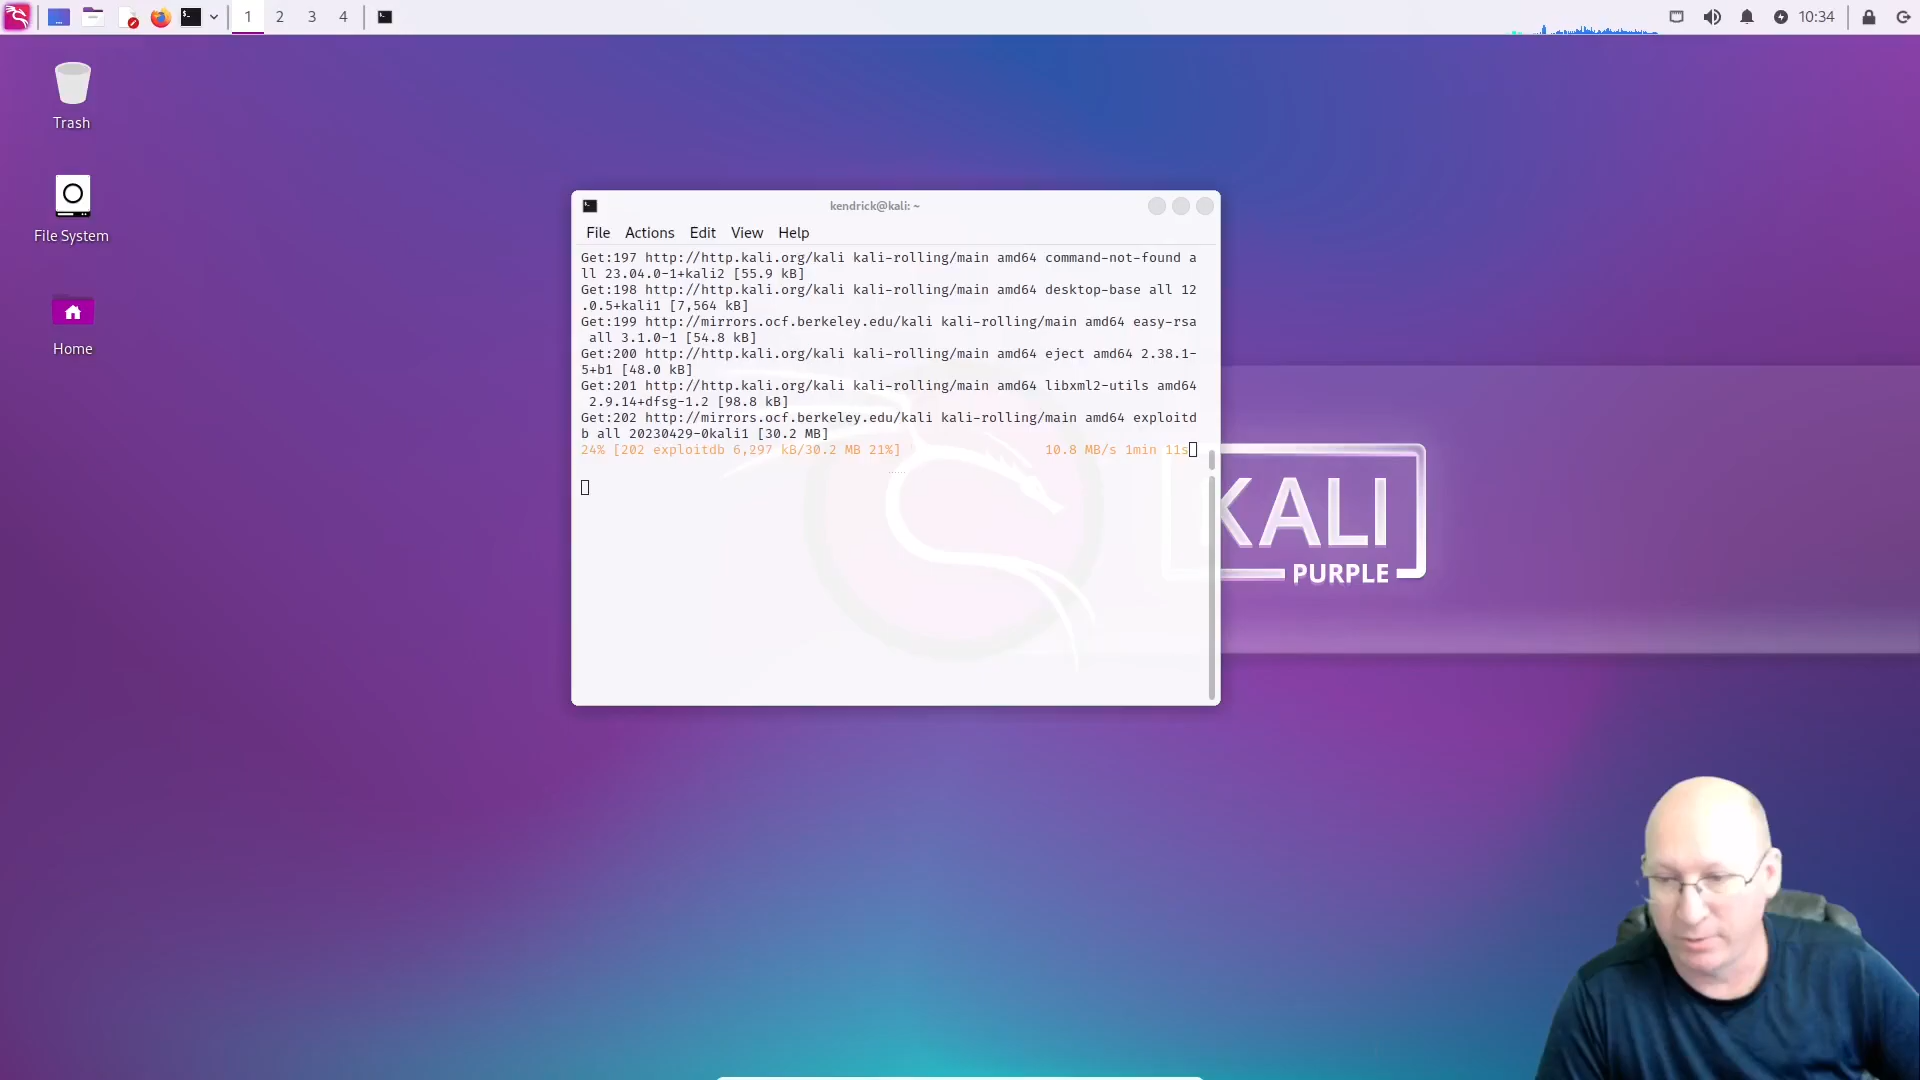 1 2 3 4
10:34
Trash
File System
Home
kendrick@kali: ~
File Actions Edit View Help
Get:197 http://http.kali.org/kali kali-rolling/main amd64 command-not-found a
ll 23.04.0-1+kali2 [55.9 kB]
Get:198 http://http.kali.org/kali kali-rolling/main amd64 desktop-base all 12
.0.5+kali1 [7,564 kB]
Get:199 http://mirrors.ocf.berkeley.edu/kali kali-rolling/main amd64 easy-rsa
all 3.1.0-1 [54.8 kB]
Get:200 http://http.kali.org/kali kali-rolling/main amd64 eject amd64 2.38.1-
5+b1 [48.0 kB]
Get:201 http://http.kali.org/kali kali-rolling/main amd64 libxml2-utils amd64
2.9.14+dfsg-1.2 [98.8 kB]
Get:202 http://mirrors.ocf.berkeley.edu/kali kali-rolling/main amd64 exploitd
b all 20230429-0kali1 [30.2 MB]
24% [202 exploitdb 6,297 kB/30.2 MB 21%] 10.8 MB/s 1min 11s
KALI
PURPLE